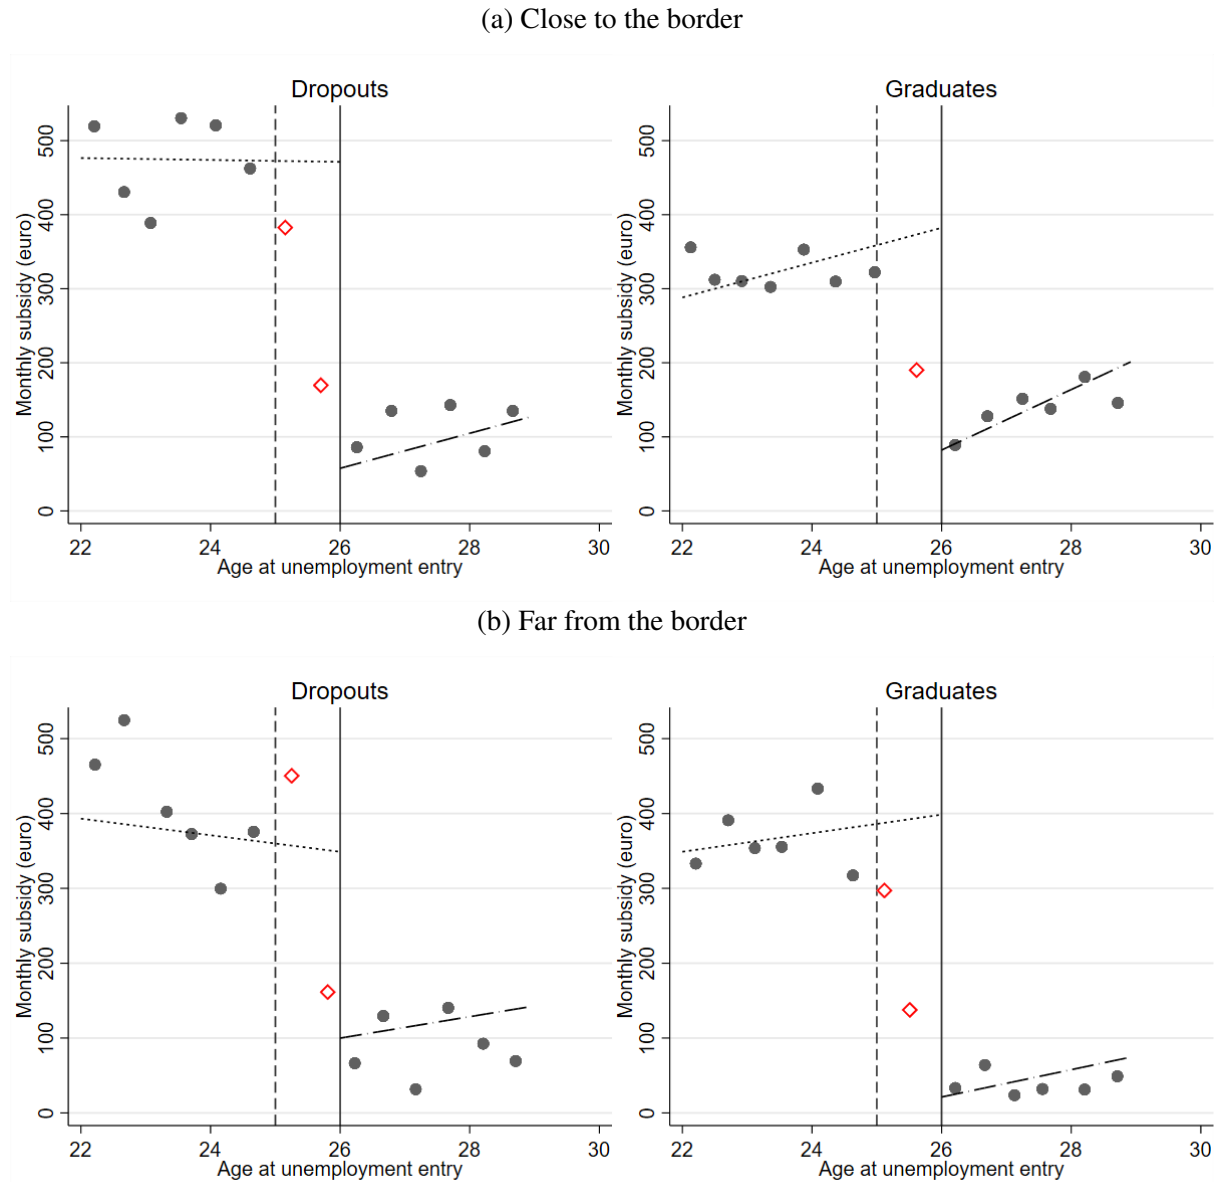 (a) Close to the border
Dropouts
Monthly subsidy (euro)
500
400
300
200
100
0
22 24 26 28 30
Age at unemployment entry
Graduates
Monthly subsidy (euro)
500
400
300
200
100
0
22 24 26 28 30
Age at unemployment entry
(b) Far from the border
Dropouts
Monthly subsidy (euro)
500
400
300
200
100
0
22 24 26 28 30
Age at unemployment entry
Graduates
Monthly subsidy (euro)
500
400
300
200
100
0
22 24 26 28 30
Age at unemployment entry